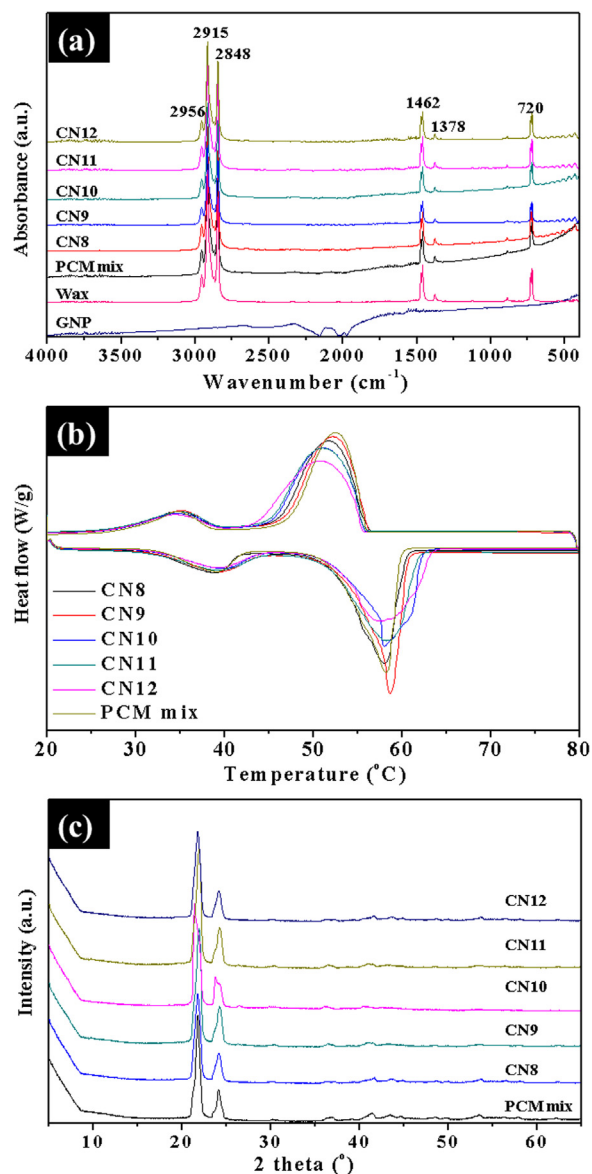 (a)
2915
2848
2956
1462
1378
720
CN12
CN11
CN10
CN9
CN8
PCM mix
Wax
GNP
Absorbance (a.u.)
4000 3500 3000 2500 2000 1500 1000 500
Wavenumber (cm-1)
(b)
Heat flow (W/g)
CN8
CN9
CN10
CN11
CN12
PCM mix
20 30 40 50 60 70 80
Temperature (°C)
(c)
Intensity (a.u.)
CN12
CN11
CN10
CN9
CN8
PCM mix
10 20 30 40 50 60
2 theta (°)